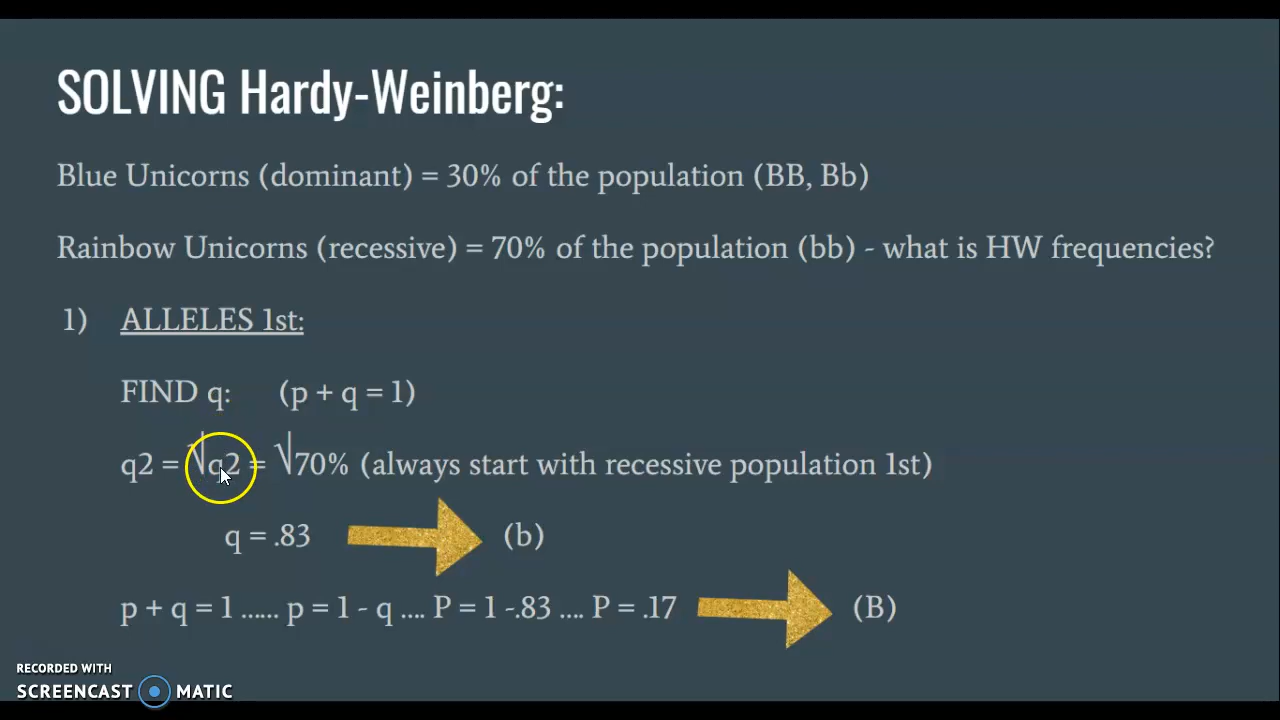 SOLVING Hardy-Weinberg:
Blue Unicorns (dominant) = 30% of the population (BB, Bb)
Rainbow Unicorns (recessive) = 70% of the population (bb) - what is HW frequencies?
1) ALLELES 1st:
FIND q: (p + q = 1)
q2 = √q2 = √70% (always start with recessive population 1st)
q = .83 (b)
p + q = 1 ...... p = 1 - q .... P = 1 -.83 .... P = .17 (B)
RECORDED WITH
SCREENCAST MATIC